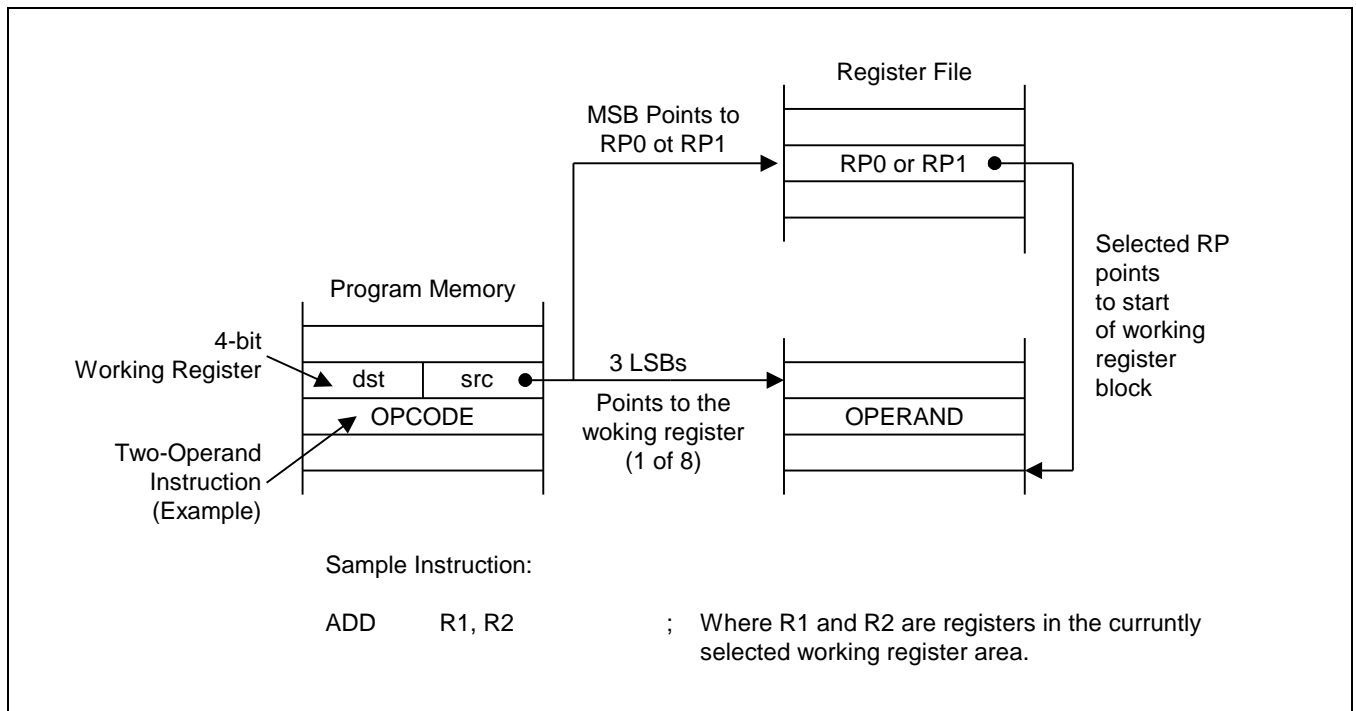 Register File
MSB Points to
RP0 ot RP1
RP0 or RP1
Selected RP
points
to start
of working
register
block
Program Memory
4-bit
Working Register
dst src
3 LSBs
OPCODE
Points to the
woking register
(1 of 8)
OPERAND
Two-Operand
Instruction
(Example)
Sample Instruction:
ADD R1, R2 ; Where R1 and R2 are registers in the curruntly
selected working register area.